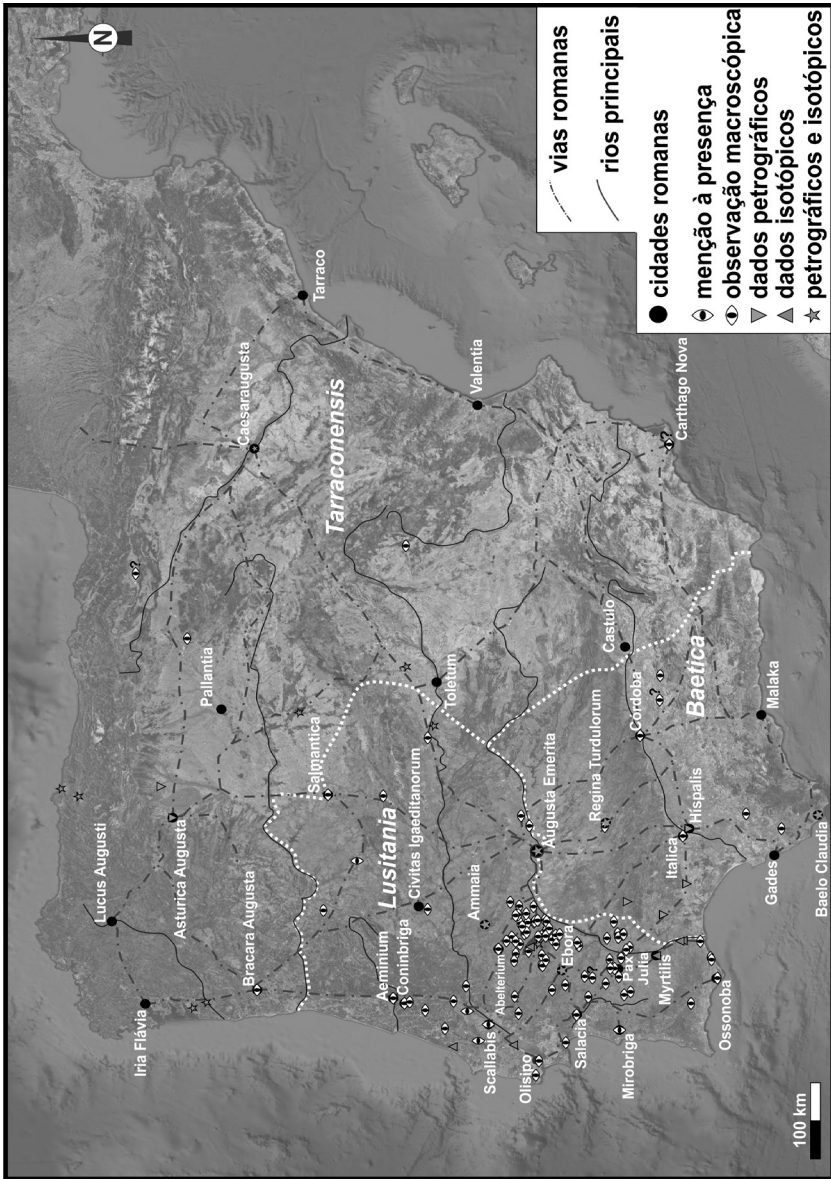 N
Iria Flávia
Lucus Augusti
Bracara Augusta
Asturica Augusta
Pallantia
Caesaraugusta
Tarraco
Tarraconensis
Valentia
Salmantica
Aeminium
Coninbriga
Lusitania
Civitas Igaeditanorum
Toletum
Scallabis
Olisipo
Abelterium
Ammaia
Augusta Emerita
Ebora
Salacia
Mirobriga
Pax
Julia
Myrtilis
Ossonoba
Regina Turdulorum
Castulo
Cordoba
Baetica
Italica
Hispalis
Gades
Baelo Claudia
Malaka
Carthago Nova
?
?
?
100 km
vias romanas
rios principais
cidades romanas
menção à presença
observação macroscópica
dados petrográficos
dados isotópicos
petrográficos e isotópicos